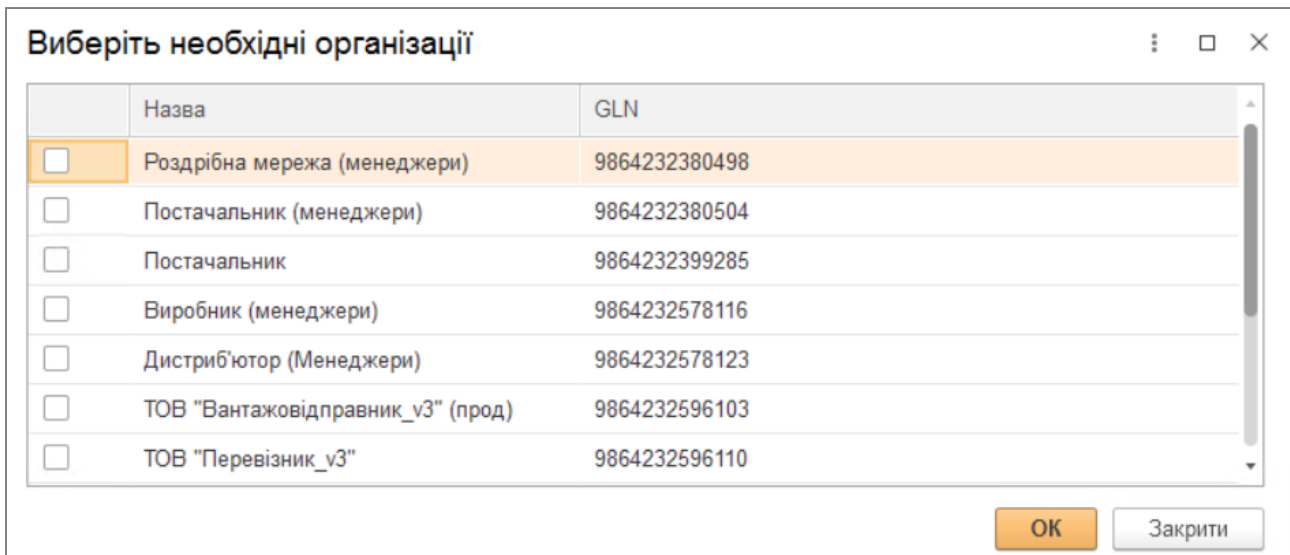 Виберіть необхідні організації
Назва GLN
Роздрібна мережа (менеджери) 9864232380498
Постачальник (менеджери) 9864232380504
Постачальник 9864232399285
Виробник (менеджери) 9864232578116
Дистриб'ютор (Менеджери) 9864232578123
ТОВ "Вантажовідправник_v3" (прод) 9864232596103
ТОВ "Перевізник_v3" 9864232596110
ОК Закрити